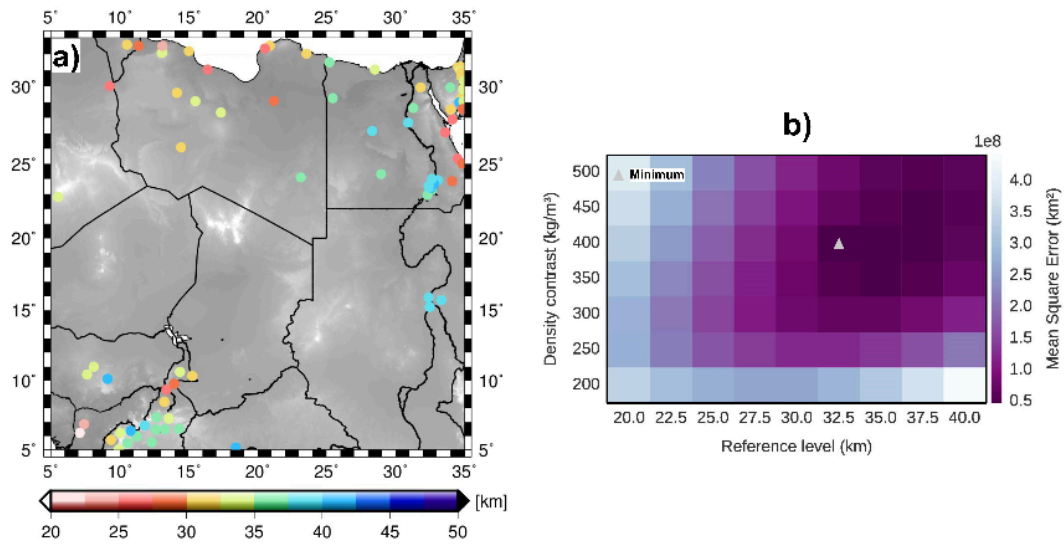 5° 10° 15° 20° 25° 30° 35°
a)
30° 30°
25° 25°
20° 20°
15° 15°
10° 10°
5° 5°
5° 10° 15° 20° 25° 30° 35°
[km]
20 25 30 35 40 45 50
b)
1e8
Minimum
500
450
400
350
300
250
200
Density contrast (kg/m³)
20.0 22.5 25.0 27.5 30.0 32.5 35.0 37.5 40.0
Reference level (km)
4.0
3.5
3.0
2.5
2.0
1.5
1.0
0.5
Mean Square Error (km²)